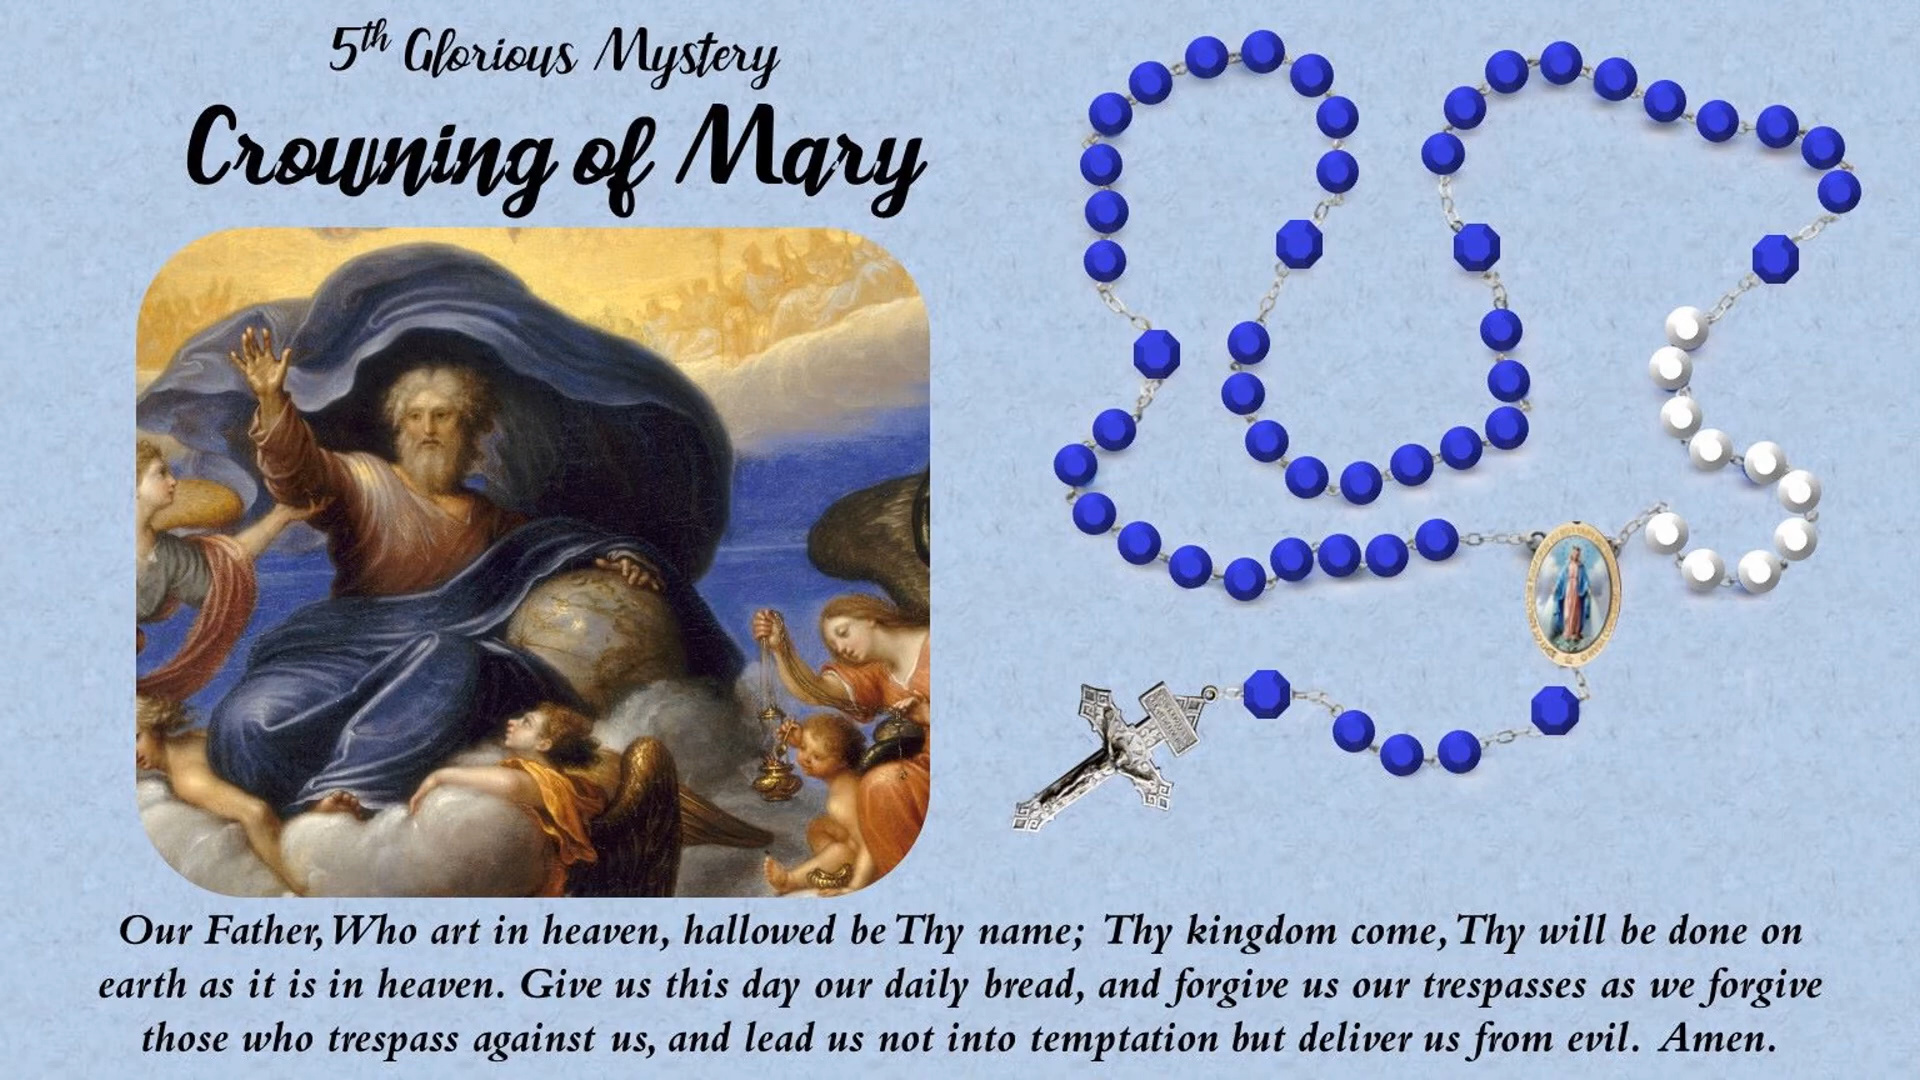 5th Glorious Mystery
Crowning of Mary
Our Father, Who art in heaven, hallowed be Thy name; Thy kingdom come, Thy will be done on
earth as it is in heaven. Give us this day our daily bread, and forgive us our trespasses as we forgive
those who trespass against us, and lead us not into temptation but deliver us from evil. Amen.